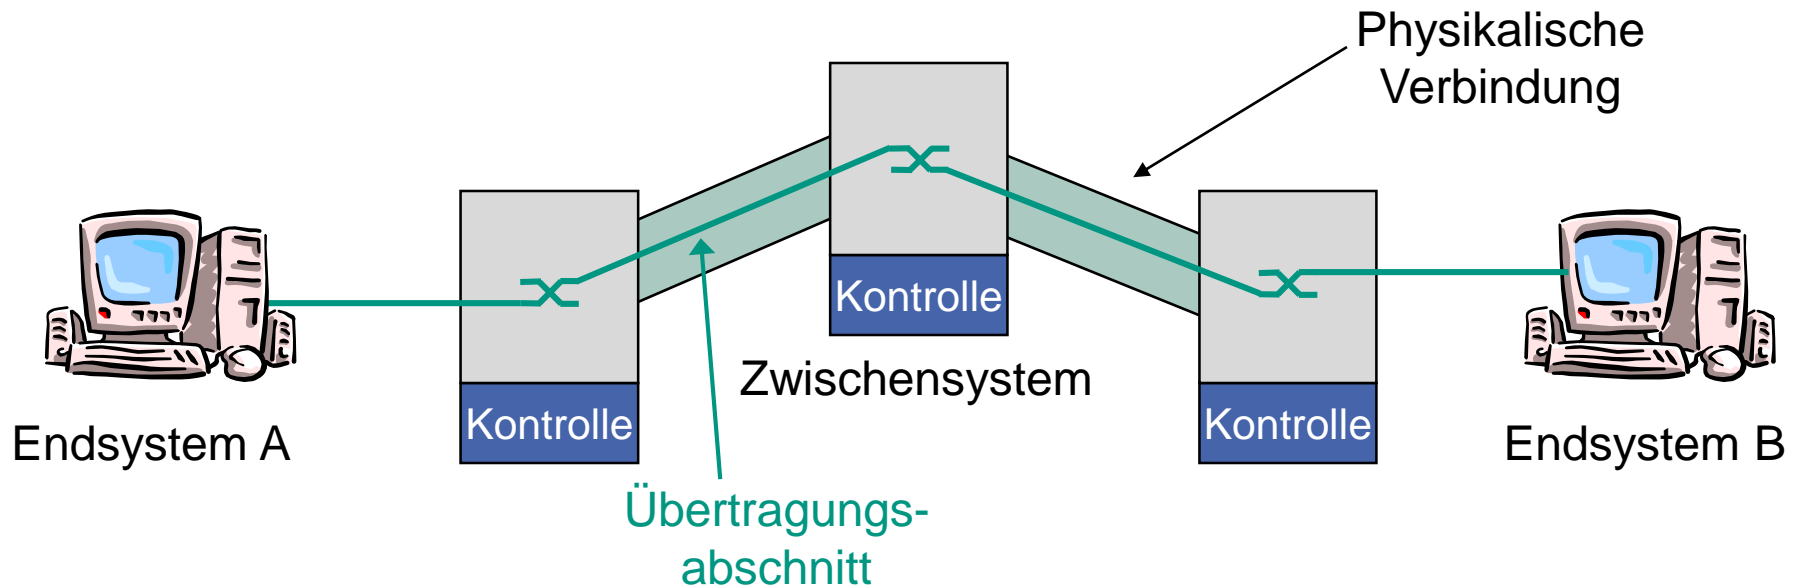 Physikalische
Verbindung
Kontrolle
Zwischensystem
Kontrolle
Kontrolle
Endsystem A
Endsystem B
Übertragungs-
abschnitt